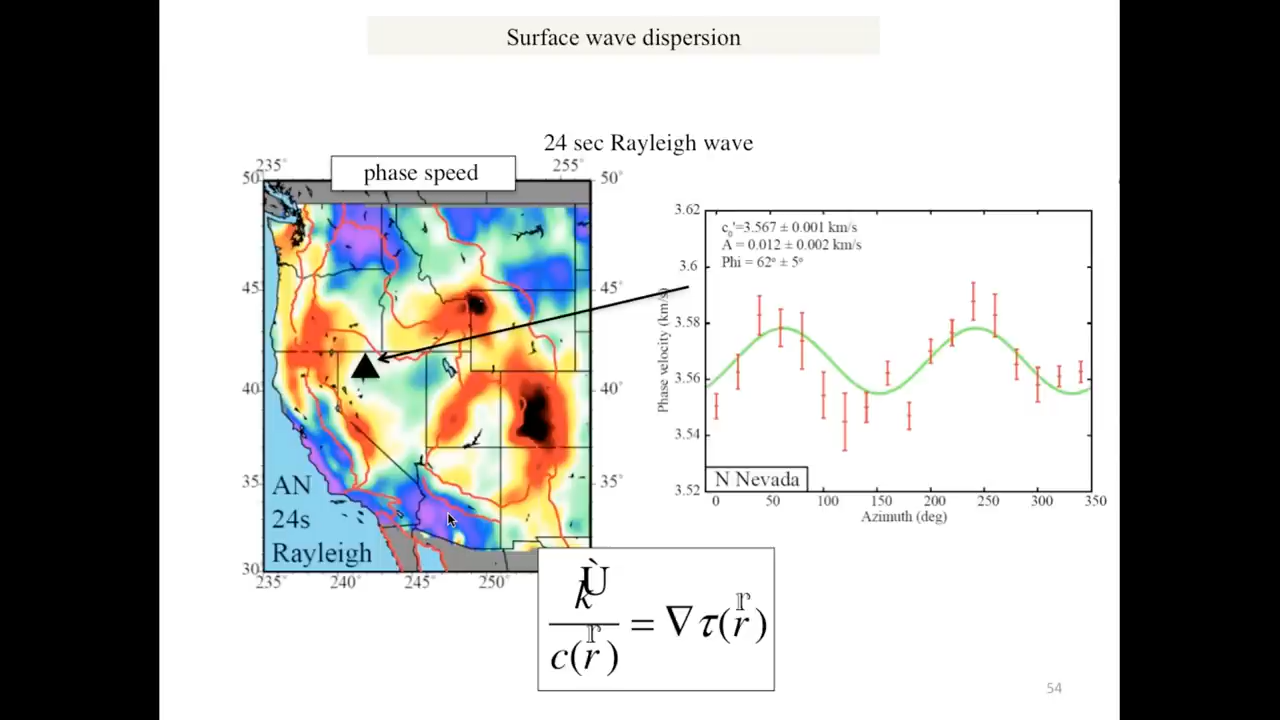 Surface wave dispersion
24 sec Rayleigh wave
phase speed
235° 255°
50° 50°
45° 45°
40° 40°
35° 35°
30
235° 240° 245° 250°
AN
24s
Rayleigh
c₀'=3.567 ± 0.001 km/s
A = 0.012 ± 0.002 km/s
Phi = 62° ± 5°
3.62
3.6
3.58
3.56
3.54
3.52
Phase velocity (km/s)
N Nevada
0 50 100 150 200 250 300 350
Azimuth (deg)
k̂Ù / c(r) = ∇τ(r)
54